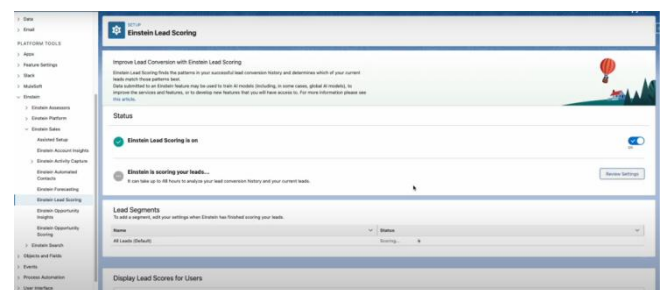 Data
Email
PLATFORM TOOLS
Apps
Feature Settings
Slack
MuleSoft
Einstein
Einstein Assessors
Einstein Platform
Einstein Sales
Assisted Setup
Einstein Account Insights
Einstein Activity Capture
Einstein Automated
Contacts
Einstein Forecasting
Einstein Lead Scoring
Einstein Opportunity
Insights
Einstein Opportunity
Scoring
Einstein Search
Objects and Fields
Events
Process Automation
User Interface
SETUP
Einstein Lead Scoring
Improve Lead Conversion with Einstein Lead Scoring
Einstein Lead Scoring finds the patterns in your successful lead conversion history and determines which of your current
leads match those patterns best.
Data submitted to an Einstein feature may be used to train AI models (including, in some cases, global AI models), to
improve the services and features, or to develop new features that you will have access to. For more information please see
this article.
Status
Einstein Lead Scoring is on
On
Einstein is scoring your leads...
It can take up to 48 hours to analyze your lead conversion history and your current leads.
Review Settings
Lead Segments
To add a segment, edit your settings when Einstein has finished scoring your leads.
Name Status
All Leads (Default) Scoring...
Display Lead Scores for Users